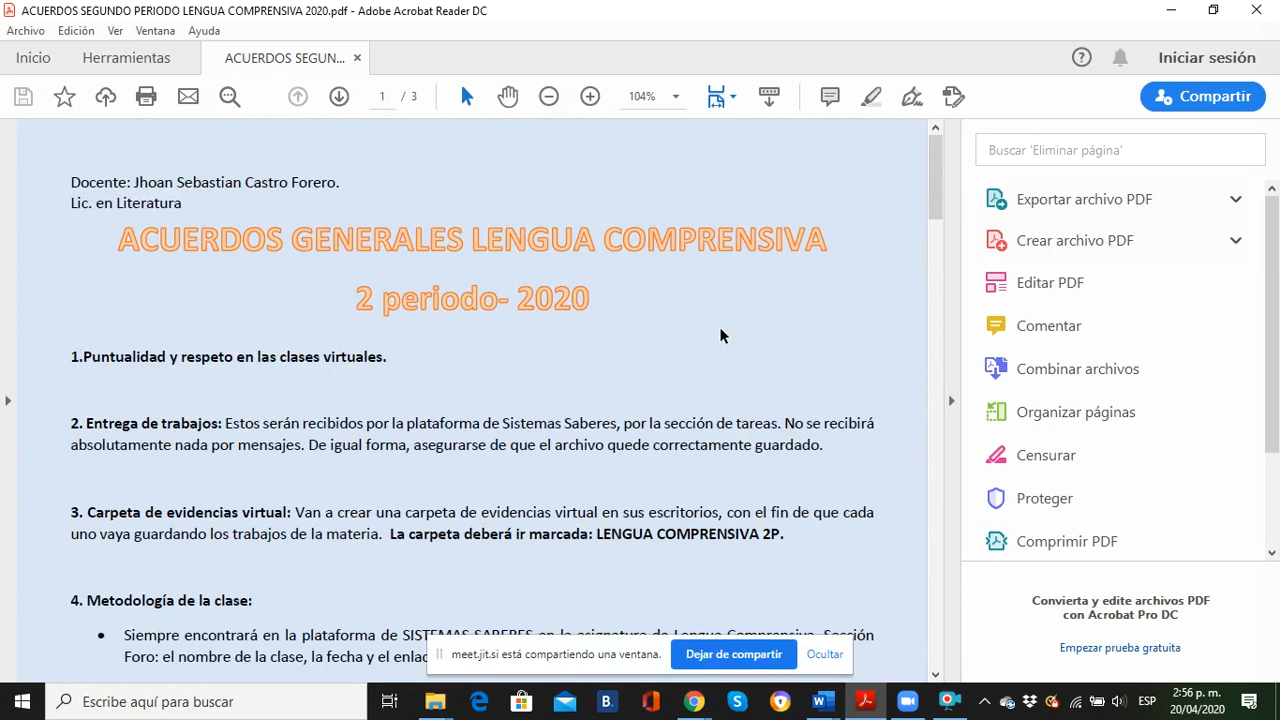 ACUERDOS SEGUNDO PERIODO LENGUA COMPRENSIVA 2020.pdf - Adobe Acrobat Reader DC
Archivo Edición Ver Ventana Ayuda
Inicio Herramientas ACUERDOS SEGUN... × Iniciar sesión
1 / 3 104% Compartir
Docente: Jhoan Sebastian Castro Forero.
Lic. en Literatura
ACUERDOS GENERALES LENGUA COMPRENSIVA
2 periodo- 2020
1.Puntualidad y respeto en las clases virtuales.
2. Entrega de trabajos: Estos serán recibidos por la plataforma de Sistemas Saberes, por la sección de tareas. No se recibirá
absolutamente nada por mensajes. De igual forma, asegurarse de que el archivo quede correctamente guardado.
3. Carpeta de evidencias virtual: Van a crear una carpeta de evidencias virtual en sus escritorios, con el fin de que cada
uno vaya guardando los trabajos de la materia. La carpeta deberá ir marcada: LENGUA COMPRENSIVA 2P.
4. Metodología de la clase:
• Siempre encontrará en la plataforma de SISTEMAS SABERES en la asignatura de Lengua Comprensiva. Sección
Foro: el nombre de la clase, la fecha y el enlac
Buscar 'Eliminar página'
Exportar archivo PDF
Crear archivo PDF
Editar PDF
Comentar
Combinar archivos
Organizar páginas
Censurar
Proteger
Comprimir PDF
Convierta y edite archivos PDF
con Acrobat Pro DC
Empezar prueba gratuita
meet.jit.si está compartiendo una ventana. Dejar de compartir Ocultar
Escribe aquí para buscar
B.
ESP
2:56 p. m.
20/04/2020